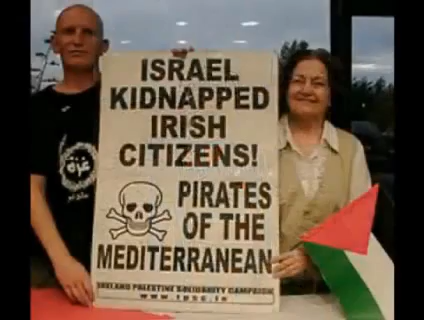 ISRAEL
KIDNAPPED
IRISH
CITIZENS!
PIRATES
OF THE
MEDITERRANEAN
IRELAND PALESTINE SOLIDARITY CAMPAIGN
www.ipsc.ie